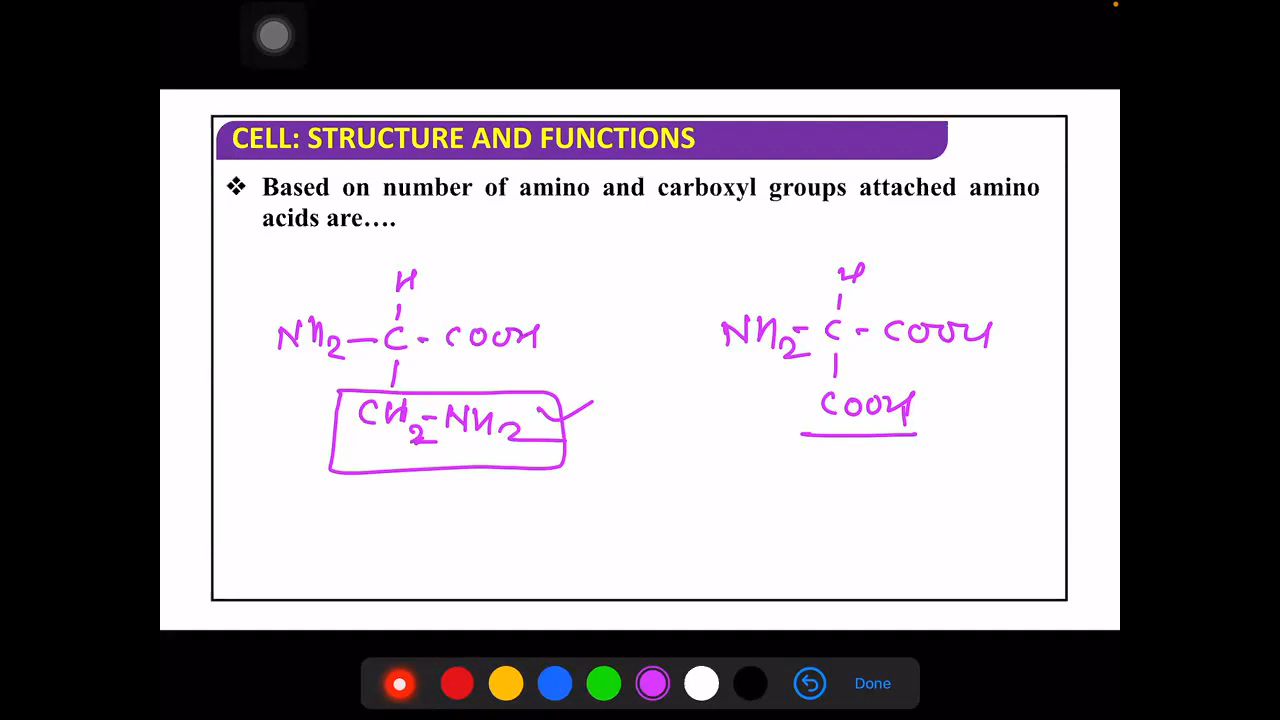 CELL: STRUCTURE AND FUNCTIONS
❖ Based on number of amino and carboxyl groups attached amino
acids are….
H H
NH2—C-COOH NH2-C-COOH
CH2-NH2 COOH
Done